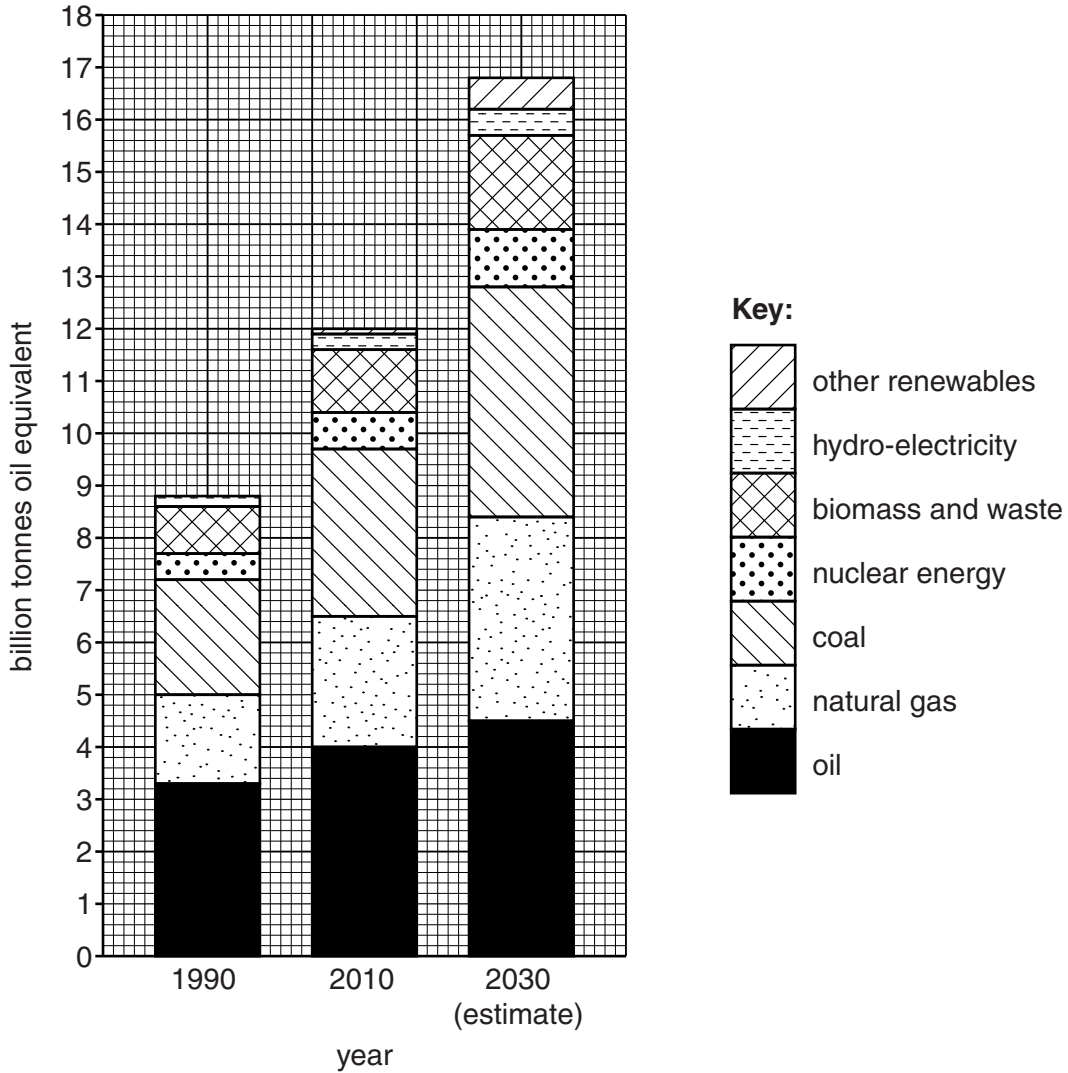 18
17
16
15
14
13
12
11
10
9
8
7
6
5
4
3
2
1
0
billion tonnes oil equivalent
1990
2010
2030
(estimate)
year
Key:
other renewables
hydro-electricity
biomass and waste
nuclear energy
coal
natural gas
oil